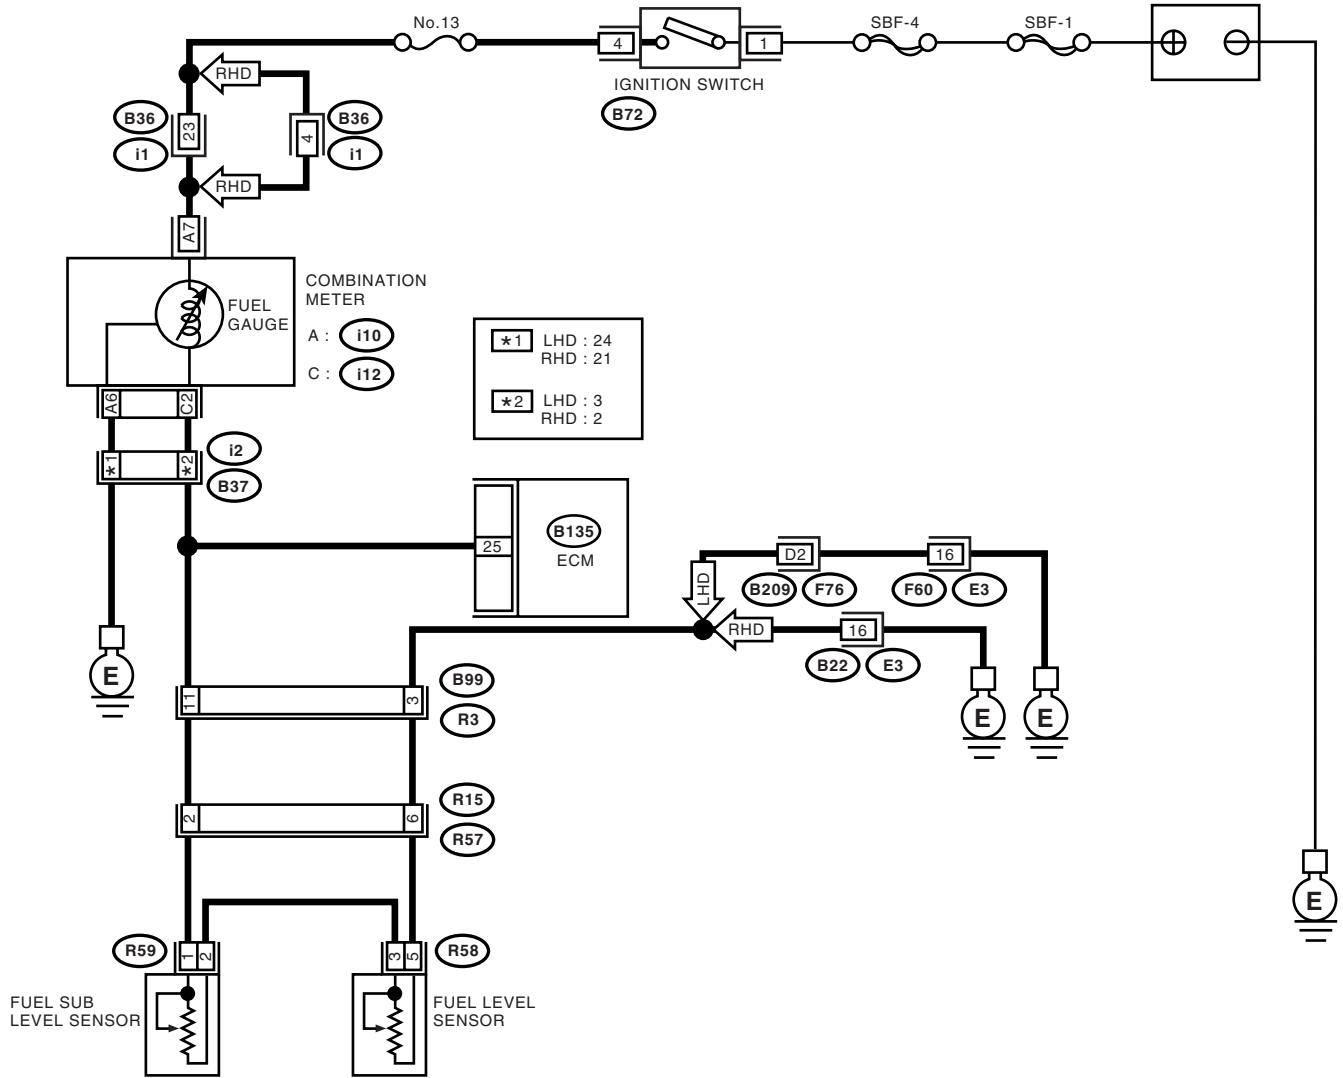 No.13
SBF-4
SBF-1
4
1
IGNITION SWITCH
B72
RHD
B36
i1
23
4
B36
i1
RHD
A7
FUEL
GAUGE
COMBINATION
METER
A : i10
C : i12
*1 LHD : 24
RHD : 21
*2 LHD : 3
RHD : 2
A6
C2
*1
*2
i2
B37
25
B135
ECM
LHD
D2
16
B209
F76
F60
E3
RHD
16
B22
E3
E
E
E
11
3
B99
R3
2
6
R15
R57
E
R59
1
2
3
5
R58
FUEL SUB
LEVEL SENSOR
FUEL LEVEL
SENSOR